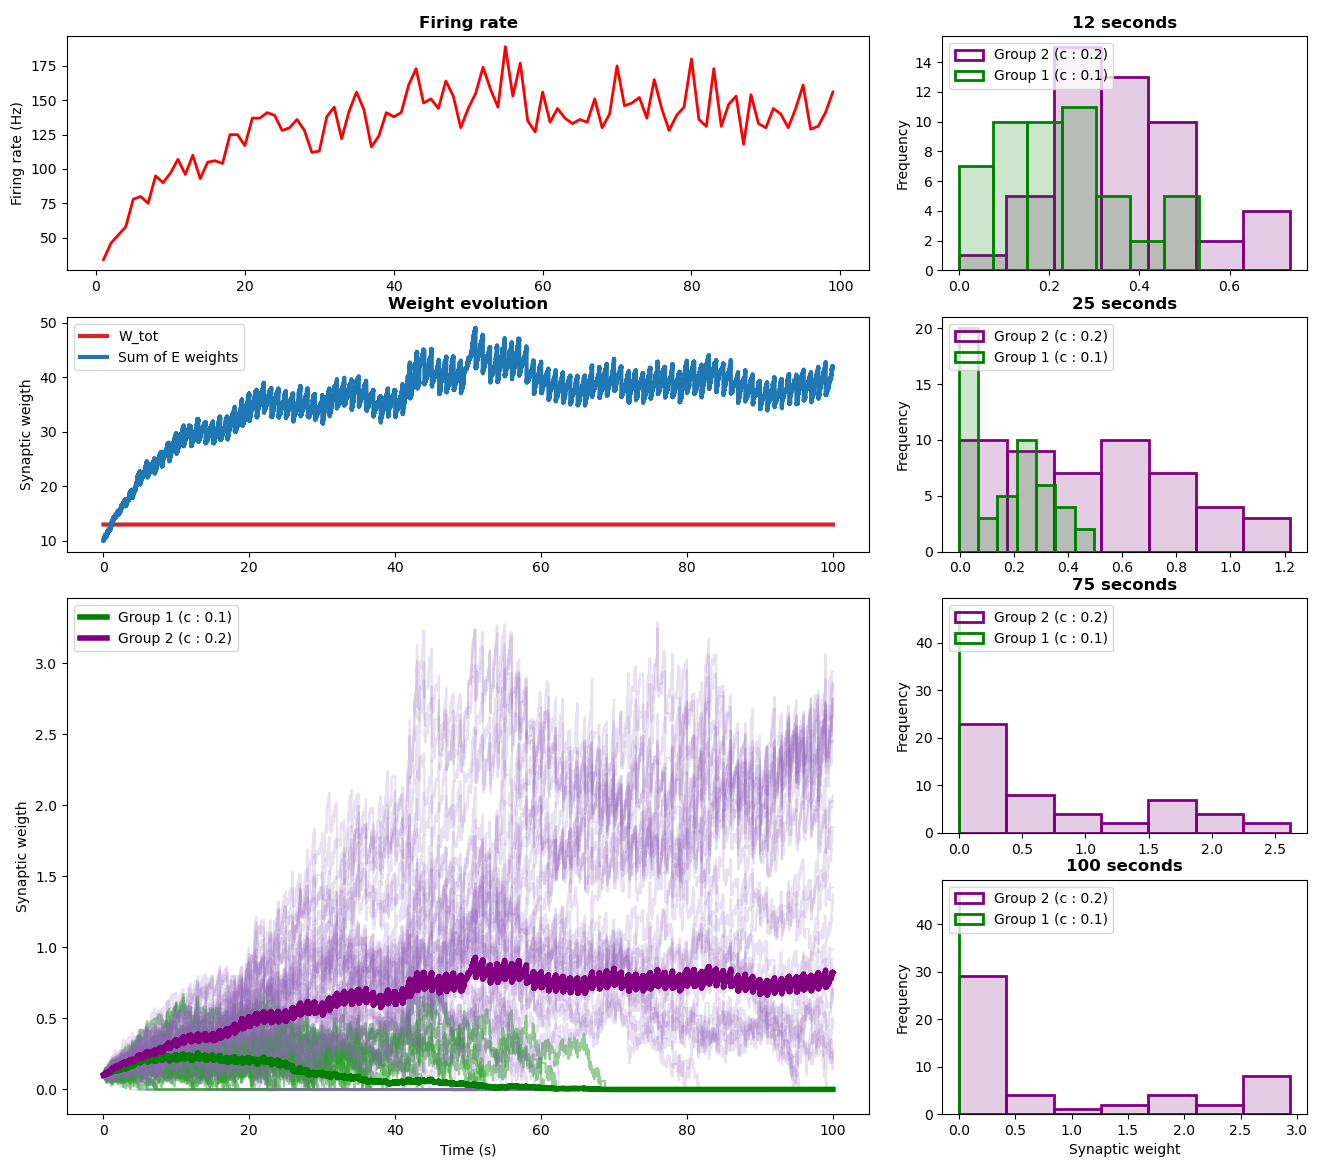 Firing rate
Firing rate (Hz)
175
150
125
100
75
50
0 20 40 60 80 100
Weight evolution
Synaptic weigth
50
40
30
20
10
W_tot
Sum of E weights
0 20 40 60 80 100
Synaptic weigth
3.0
2.5
2.0
1.5
1.0
0.5
0.0
Group 1 (c : 0.1)
Group 2 (c : 0.2)
0 20 40 60 80 100
Time (s)
12 seconds
Frequency
14
12
10
8
6
4
2
0
Group 2 (c : 0.2)
Group 1 (c : 0.1)
0.0 0.2 0.4 0.6
25 seconds
Frequency
20
15
10
5
0
Group 2 (c : 0.2)
Group 1 (c : 0.1)
0.0 0.2 0.4 0.6 0.8 1.0 1.2
75 seconds
Frequency
40
30
20
10
0
Group 2 (c : 0.2)
Group 1 (c : 0.1)
0.0 0.5 1.0 1.5 2.0 2.5
100 seconds
Frequency
40
30
20
10
0
Group 2 (c : 0.2)
Group 1 (c : 0.1)
0.0 0.5 1.0 1.5 2.0 2.5 3.0
Synaptic weight